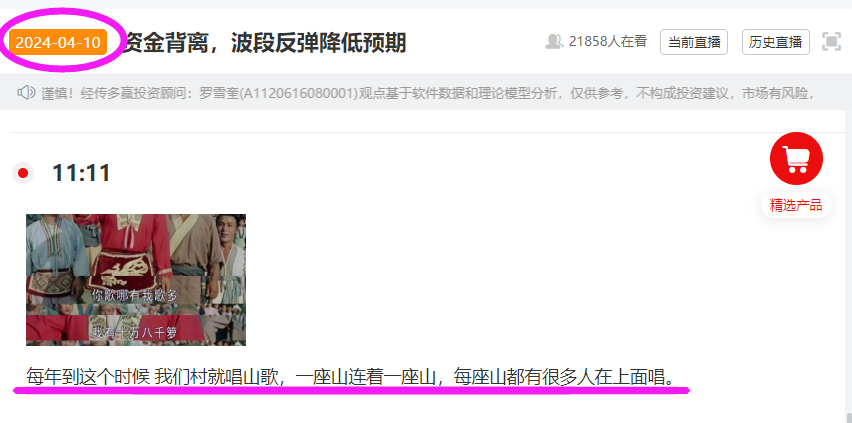 2024-04-10 资金背离，波段反弹降低预期 21858人在看 当前直播 历史直播
谨慎！经传多赢投资顾问：罗雪奎(A1120616080001)观点基于软件数据和理论模型分析，仅供参考，不构成投资建议，市场有风险，
11:11
精选产品
你歌哪有我歌多
我有十万八千箩
每年到这个时候 我们村就唱山歌，一座山连着一座山，每座山都有很多人在上面唱。